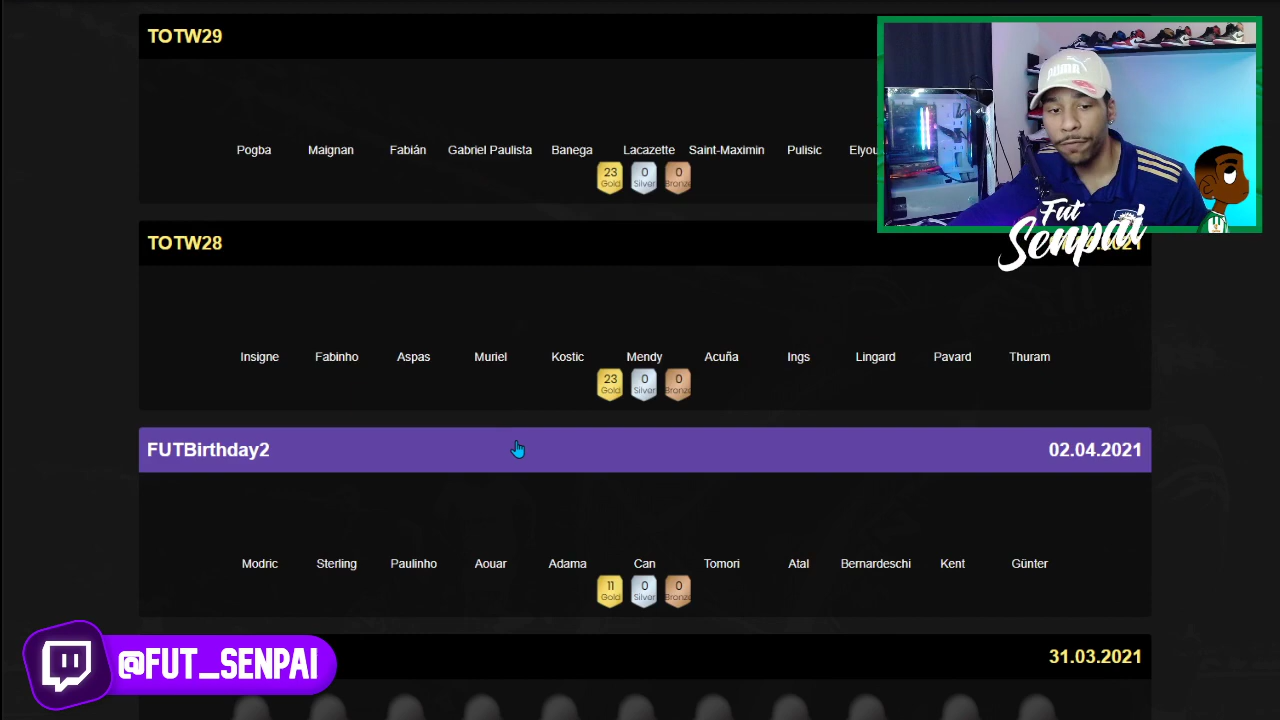 TOTW29
PUMA
Pogba Maignan Fabián Gabriel Paulista Banega Lacazette Saint-Maximin Pulisic Elyou
23 0 0
Gold Silver Bronze
Fut
Senpai
TOTW28
2021
Insigne Fabinho Aspas Muriel Kostic Mendy Acuña Ings Lingard Pavard Thuram
23 0 0
Gold Silver Bronze
FUTBirthday2 02.04.2021
Modric Sterling Paulinho Aouar Adama Can Tomori Atal Bernardeschi Kent Günter
11 0 0
Gold Silver Bronze
31.03.2021
@FUT_SENPAI